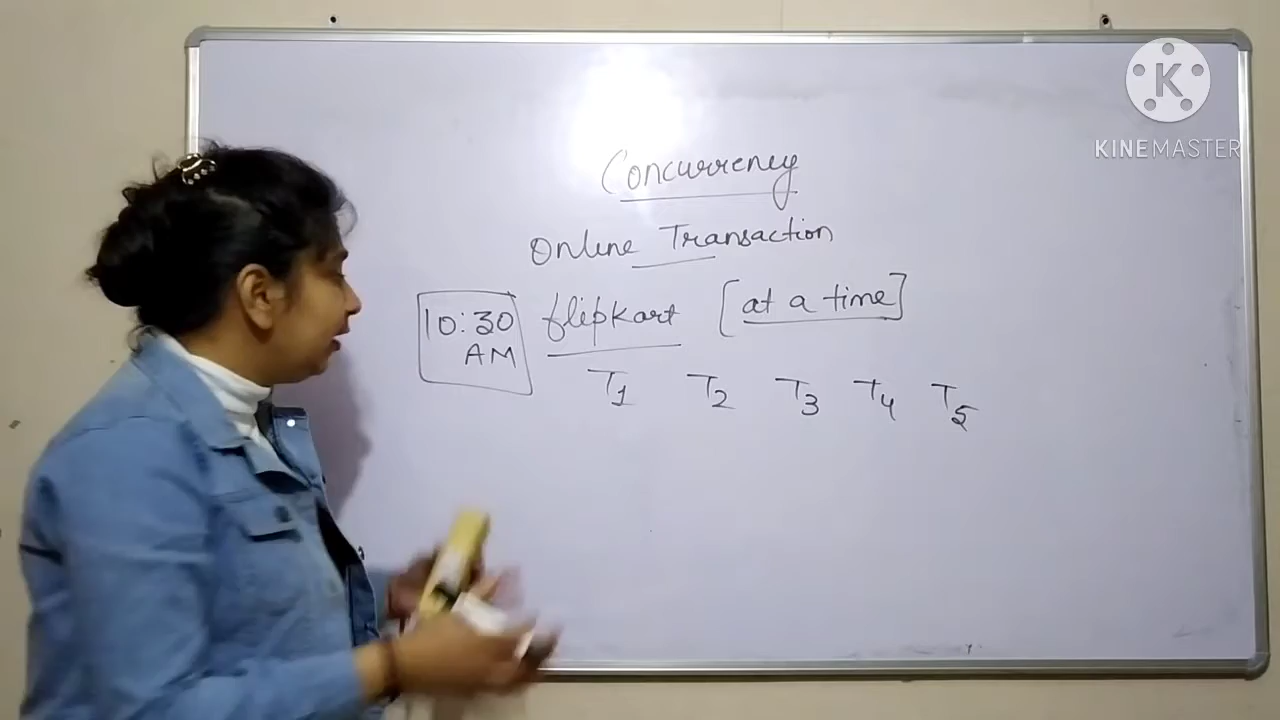 K
KINEMASTER
Concurrency
Online Transaction
10:30 AM
flipkart [at a time]
T1 T2 T3 T4 T5